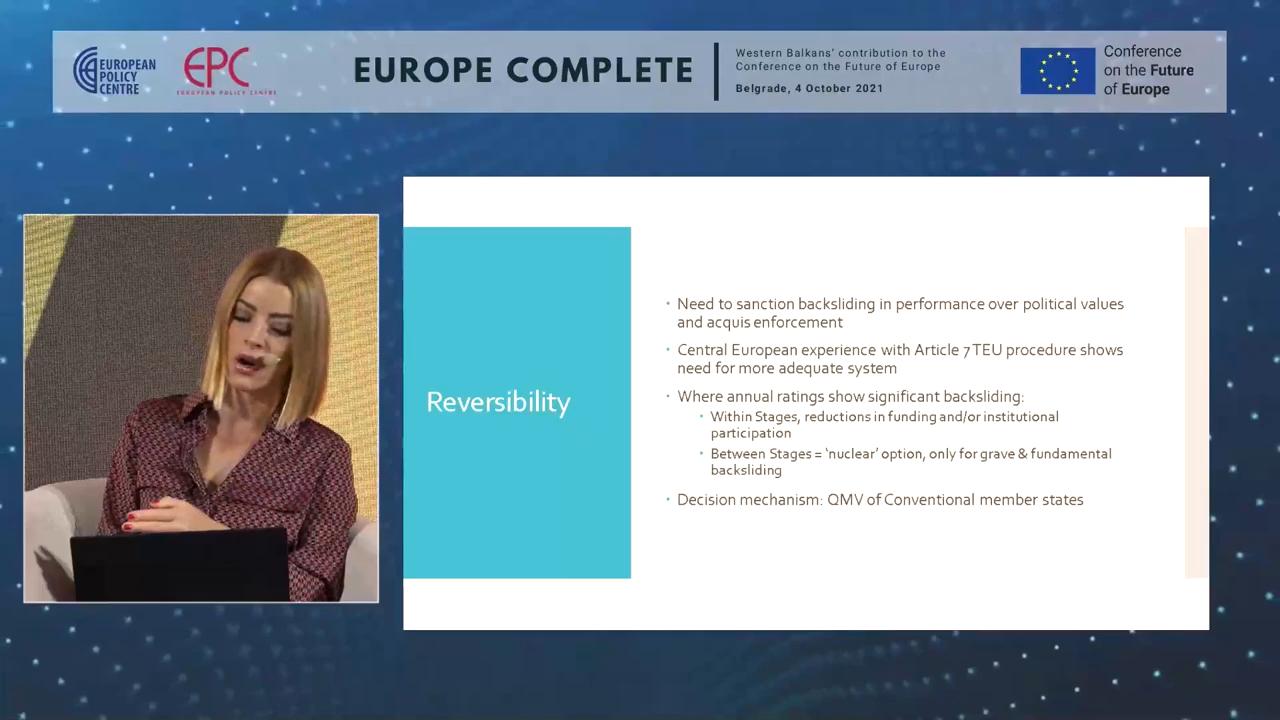 EUROPEAN
POLICY
CENTRE
EPC
EUROPEAN POLICY CENTRE
EUROPE COMPLETE
Western Balkans' contribution to the
Conference on the Future of Europe
Belgrade, 4 October 2021
Conference
on the Future
of Europe
Reversibility
• Need to sanction backsliding in performance over political values
and acquis enforcement
• Central European experience with Article 7 TEU procedure shows
need for more adequate system
• Where annual ratings show significant backsliding:
• Within Stages, reductions in funding and/or institutional
participation
• Between Stages = 'nuclear' option, only for grave & fundamental
backsliding
• Decision mechanism: QMV of Conventional member states